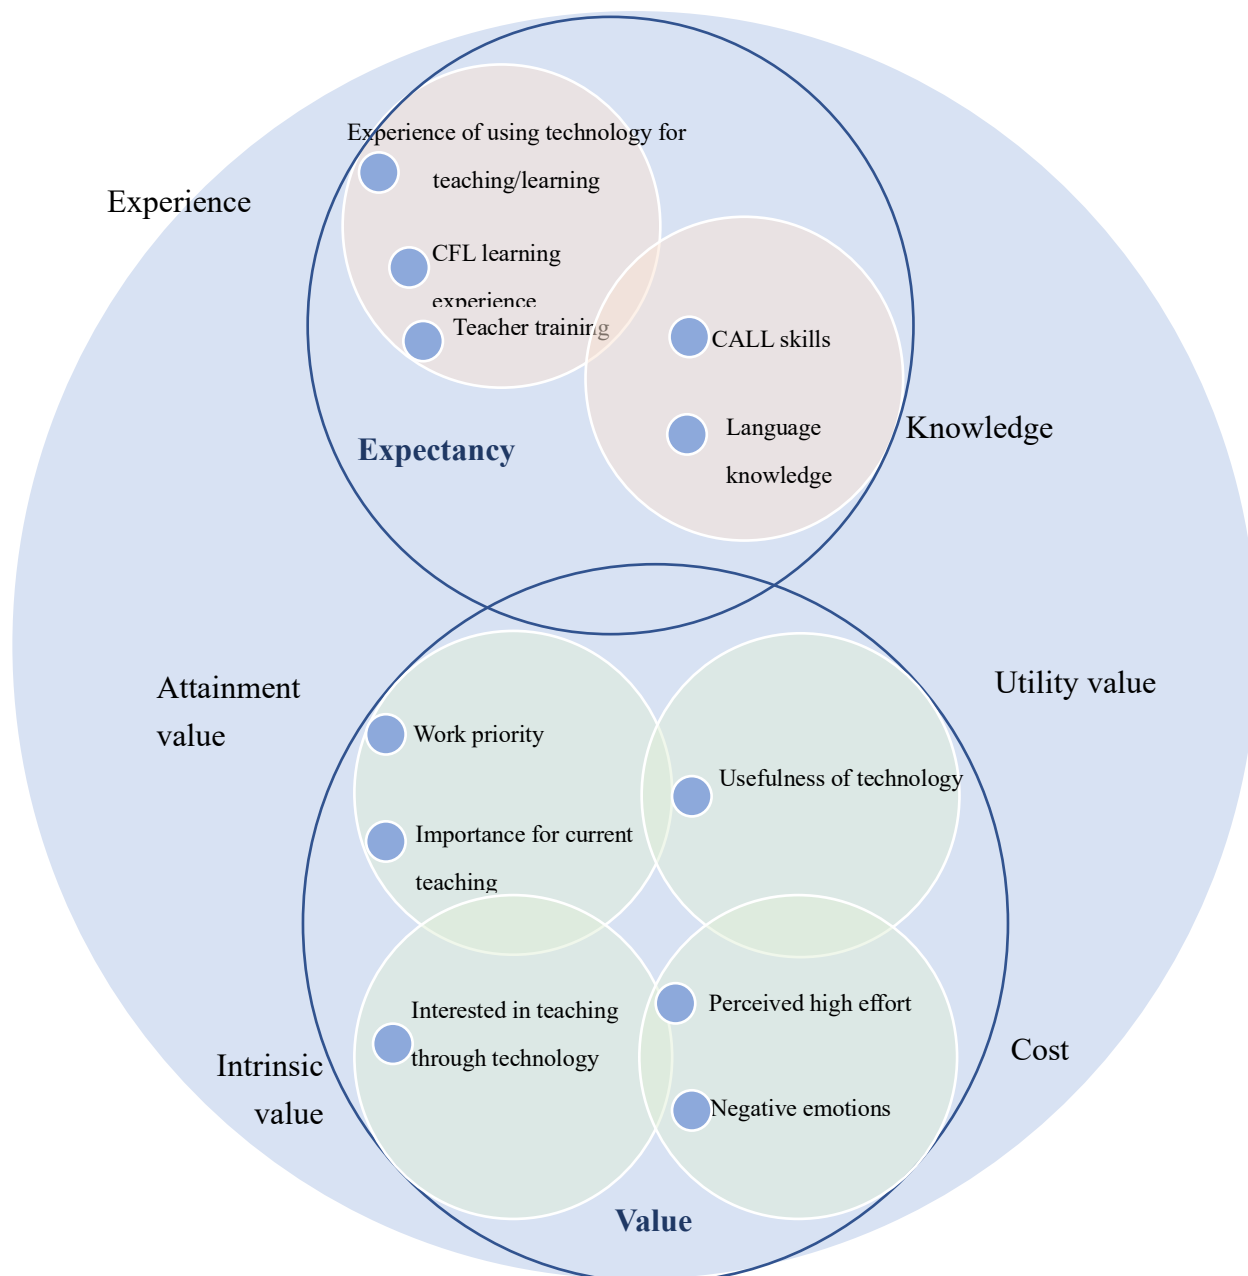 Experience of using technology for
teaching/learning
Experience
CFL learning
experience
Teacher training
CALL skills
Language
knowledge
Knowledge
Expectancy
Attainment
value
Utility value
Work priority
Usefulness of technology
Importance for current
teaching
Interested in teaching
through technology
Perceived high effort
Intrinsic
value
Cost
Negative emotions
Value